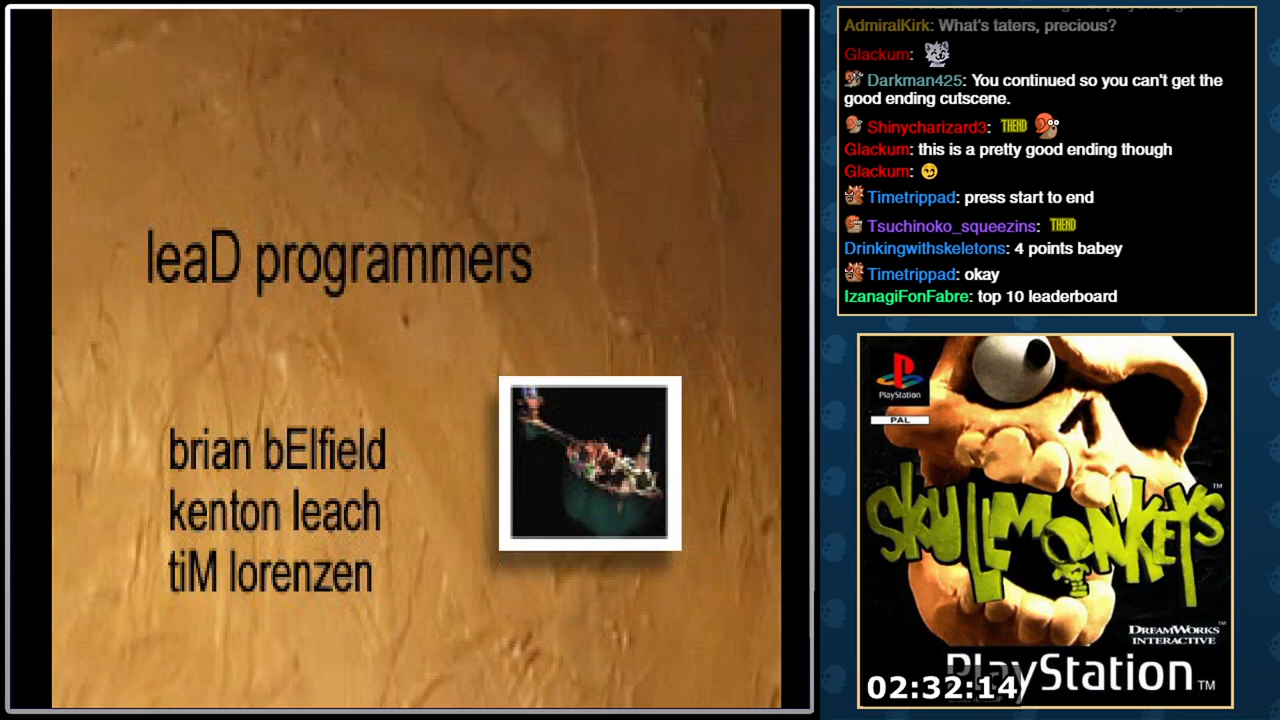 leaD programmers
brian bElfield
kenton leach
tiM lorenzen
AdmiralKirk: What's taters, precious?
Glackum:
Darkman425: You continued so you can't get the
good ending cutscene.
Shinycharizard3: THEND
Glackum: this is a pretty good ending though
Glackum:
Timetrippad: press start to end
Tsuchinoko_squeezins: THEND
Drinkingwithskeletons: 4 points babey
Timetrippad: okay
IzanagiFonFabre: top 10 leaderboard
PlayStation
PAL
SKULLMONKEYS™
DREAMWORKS™
INTERACTIVE
PlayStation™
02:32:14